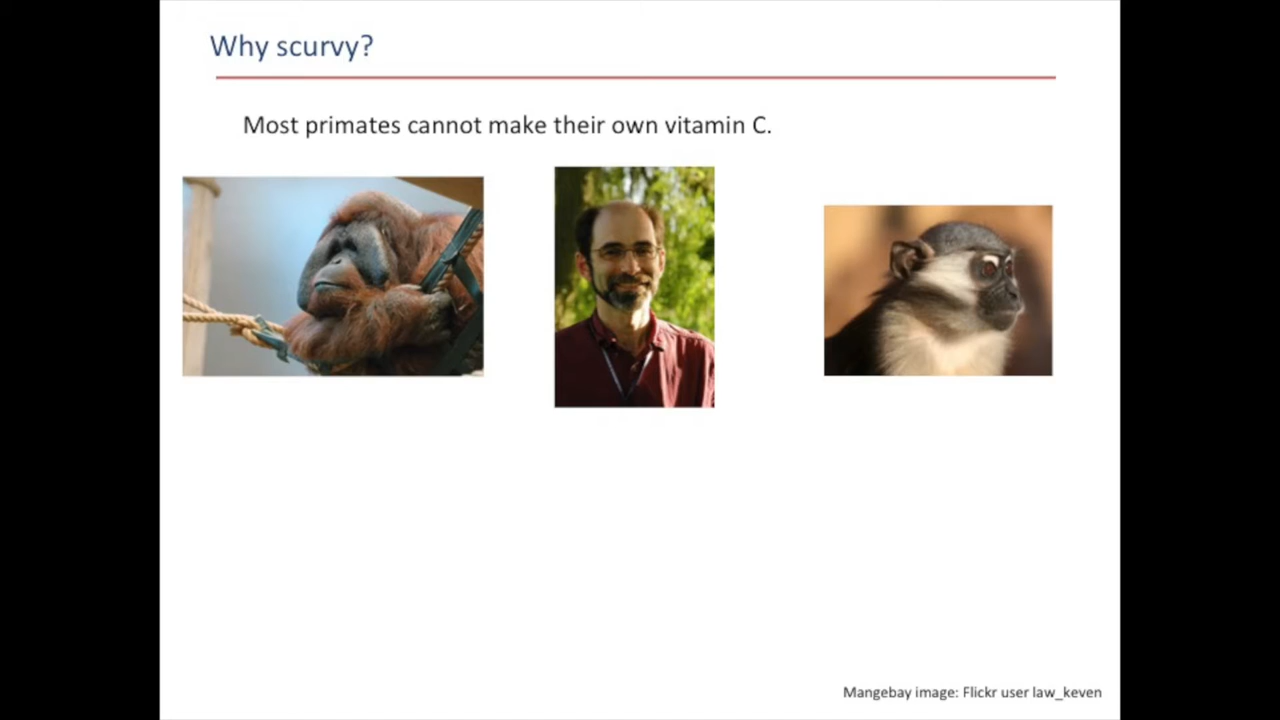 Why scurvy?
Most primates cannot make their own vitamin C.
Mangebay image: Flickr user law_keven